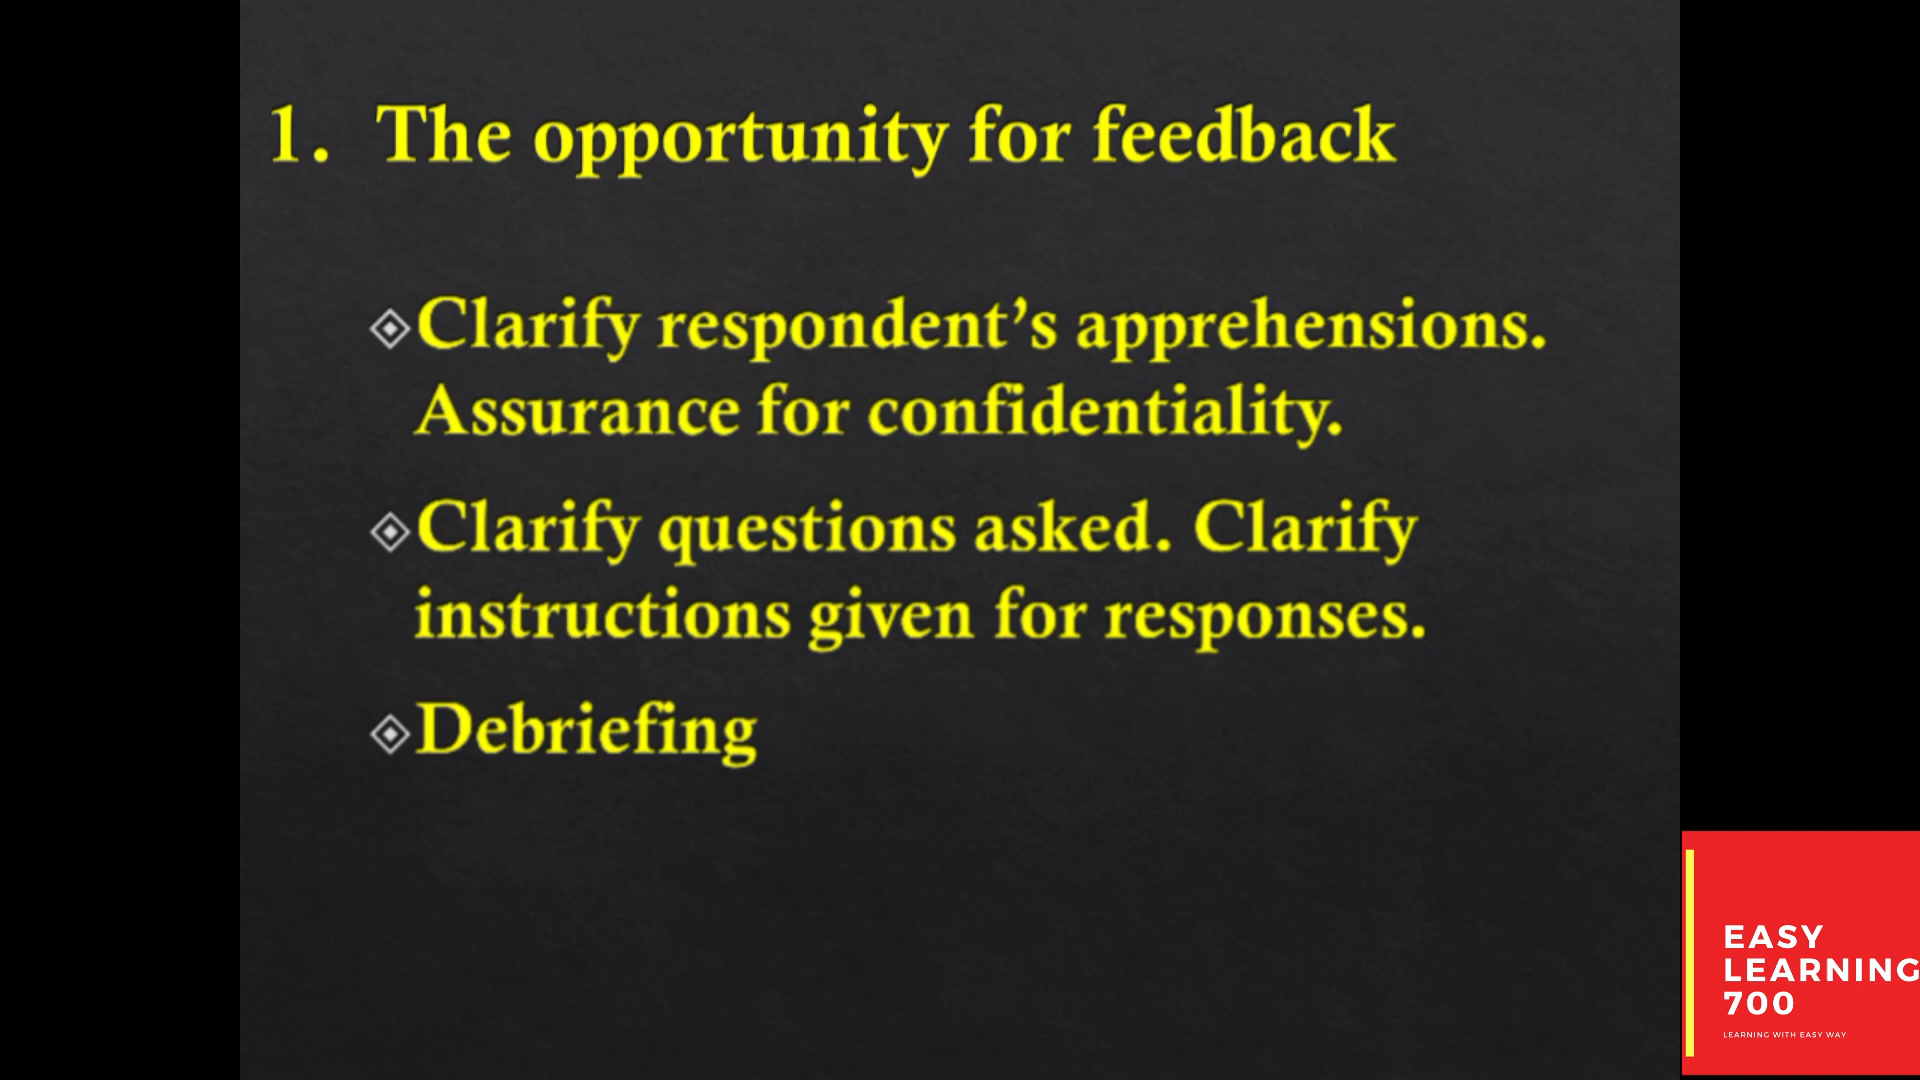 1. The opportunity for feedback
Clarify respondent’s apprehensions.
Assurance for confidentiality.
Clarify questions asked. Clarify
instructions given for responses.
Debriefing
EASY
LEARNING
700
LEARNING WITH EASY WAY